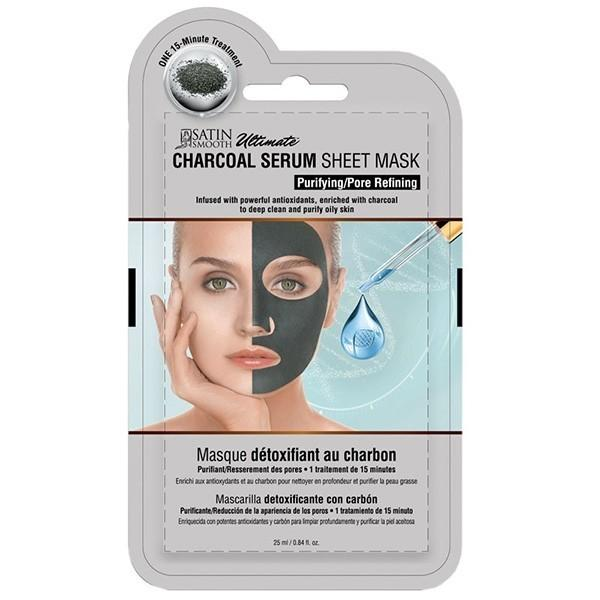 ONE 15-Minute Treatment
SATIN SMOOTH Ultimate™
CHARCOAL SERUM SHEET MASK
Purifying/Pore Refining
Infused with powerful antioxidants, enriched with charcoal
to deep clean and purify oily skin
Masque détoxifiant au charbon
Purifiant/Resserement des pores • 1 traitement de 15 minutes
Enrichi aux antioxydants et au charbon pour nettoyer en profondeur et purifier la peau grasse
Mascarilla detoxificante con carbón
Purificante/Reducción de la apariencia de los poros • 1 tratamiento de 15 minuto
Enriquecida con potentes antioxidantes y carbón para limpiar profundamente y purificar la piel aceitosa
25 ml / 0.84 fl. oz.